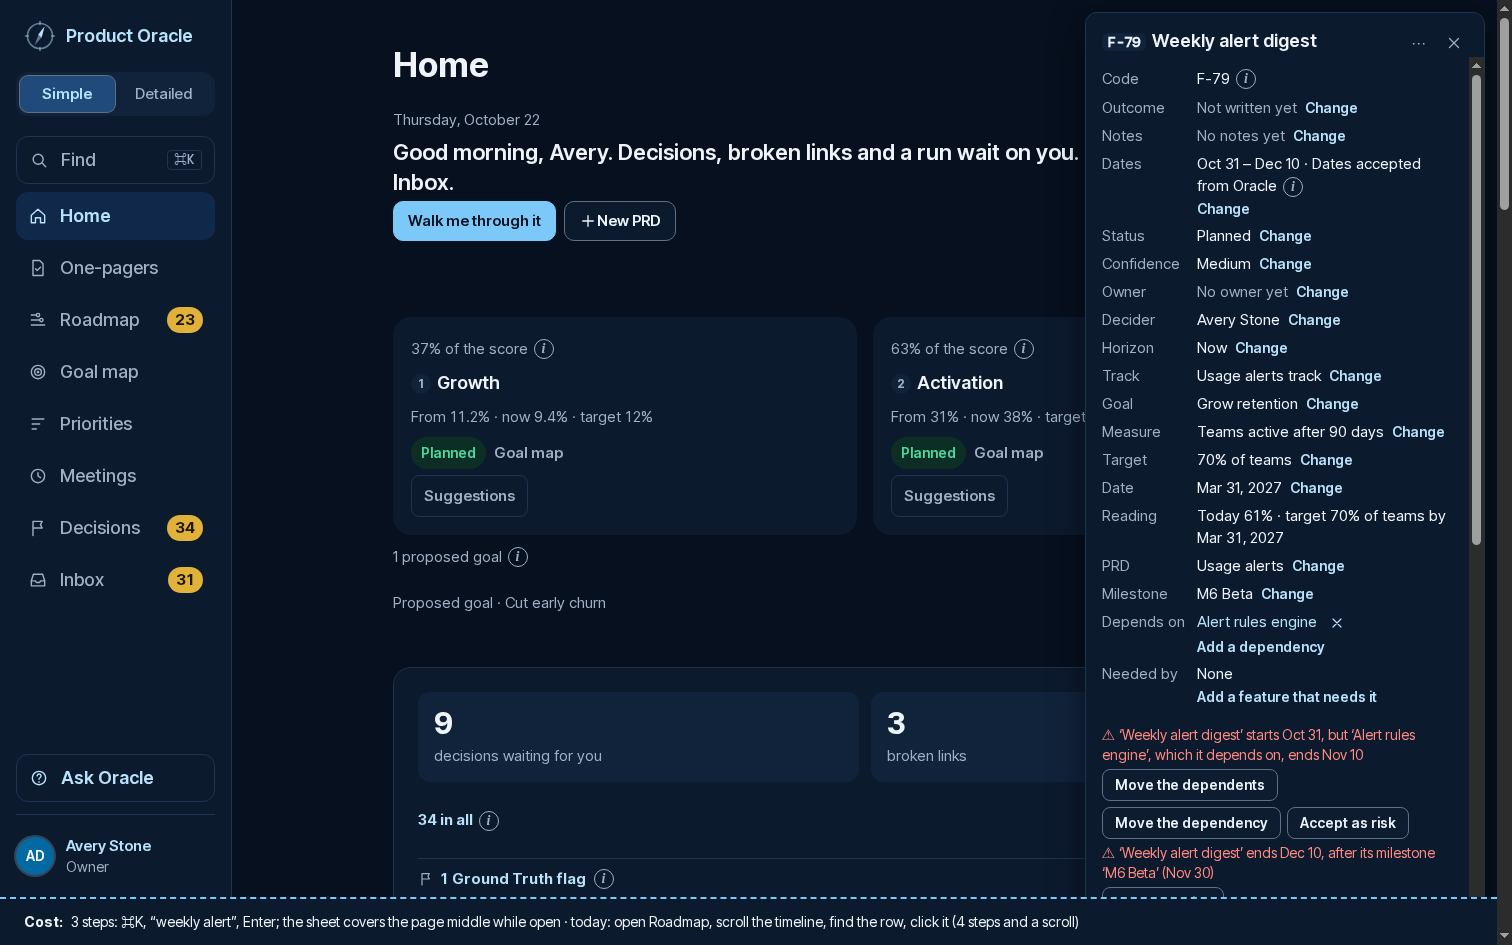 Product Oracle
Simple
Detailed
Find
⌘K
Home
One-pagers
Roadmap
23
Goal map
Priorities
Meetings
Decisions
34
Inbox
31
Ask Oracle
AD
Avery Stone
Owner
Home
Thursday, October 22
Good morning, Avery. Decisions, broken links and a run wait on you.
Inbox.
Walk me through it
+ New PRD
37% of the score i
1 Growth
From 11.2% · now 9.4% · target 12%
Planned Goal map
Suggestions
63% of the score i
2 Activation
From 31% · now 38% · target
Planned Goal map
Suggestions
1 proposed goal i
Proposed goal · Cut early churn
9
decisions waiting for you
3
broken links
34 in all i
1 Ground Truth flag i
F-79 Weekly alert digest
Code F-79 i
Outcome Not written yet Change
Notes No notes yet Change
Dates Oct 31 – Dec 10 · Dates accepted
from Oracle i
Change
Status Planned Change
Confidence Medium Change
Owner No owner yet Change
Decider Avery Stone Change
Horizon Now Change
Track Usage alerts track Change
Goal Grow retention Change
Measure Teams active after 90 days Change
Target 70% of teams Change
Date Mar 31, 2027 Change
Reading Today 61% · target 70% of teams by
Mar 31, 2027
PRD Usage alerts Change
Milestone M6 Beta Change
Depends on Alert rules engine ×
Add a dependency
Needed by None
Add a feature that needs it
⚠ ‘Weekly alert digest’ starts Oct 31, but ‘Alert rules
engine’, which it depends on, ends Nov 10
Move the dependents
Move the dependency Accept as risk
⚠ ‘Weekly alert digest’ ends Dec 10, after its milestone
‘M6 Beta’ (Nov 30)
Cost: 3 steps: ⌘K, “weekly alert”, Enter; the sheet covers the page middle while open · today: open Roadmap, scroll the timeline, find the row, click it (4 steps and a scroll)